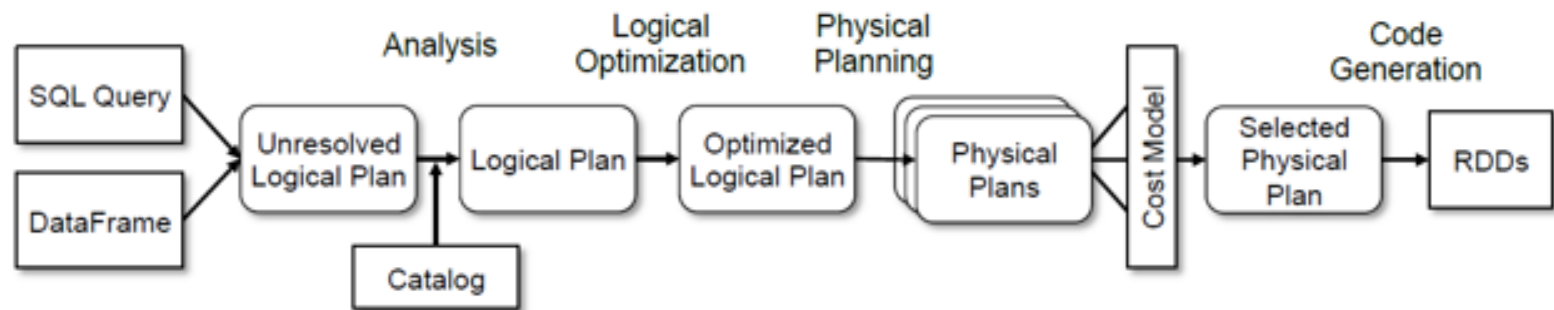 Analysis
Logical
Optimization
Physical
Planning
Code
Generation
SQL Query
DataFrame
Unresolved
Logical Plan
Catalog
Logical Plan
Optimized
Logical Plan
Physical
Plans
Cost Model
Selected
Physical
Plan
RDDs